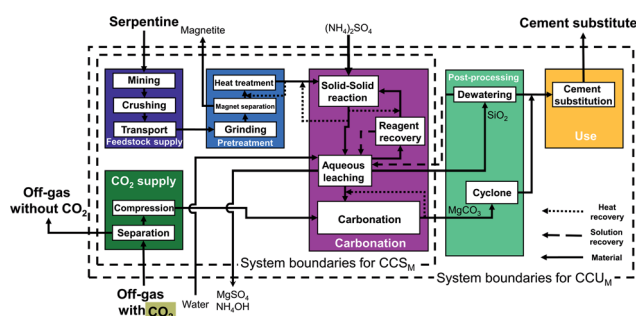 Serpentine
Magnetite
(NH₄)₂SO₄
Cement substitute
Mining
Crushing
Transport
Feedstock supply
Heat treatment
Magnet separation
Grinding
Pretreatment
Solid-Solid
reaction
Reagent
recovery
Aqueous
leaching
Carbonation
Carbonation
Post-processing
Dewatering
SiO₂
Cyclone
MgCO₃
Cement
substitution
Use
CO₂ supply
Compression
Separation
Off-gas
without CO₂
Off-gas
with CO₂
Water
MgSO₄
NH₄OH
Heat
recovery
Solution
recovery
Material
System boundaries for CCS_M
System boundaries for CCU_M